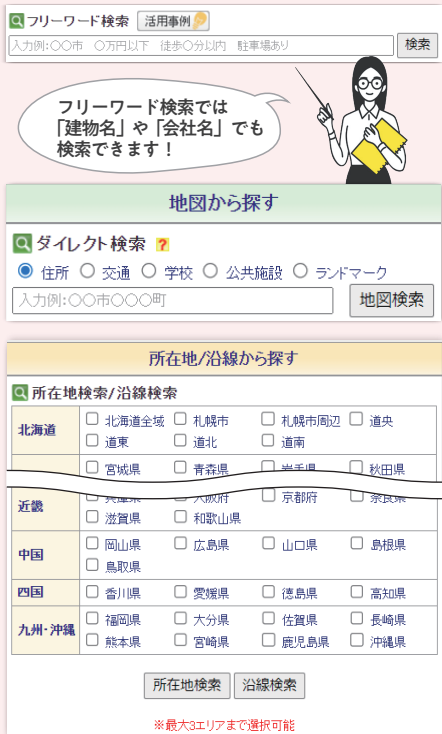 フリーワード検索 活用事例
入力例:〇〇市 〇万円以下 徒歩〇分以内 駐車場あり 検索
フリーワード検索では
「建物名」や「会社名」でも
検索できます！
地図から探す
ダイレクト検索 ?
住所 交通 学校 公共施設 ランドマーク
入力例:〇〇市〇〇〇町 地図検索
所在地/沿線から探す
所在地検索/沿線検索
北海道 北海道全域 札幌市 札幌市周辺 道央
道東 道北 道南
宮城県 青森県 岩手県 秋田県
近畿 兵庫県 大阪府 京都府 奈良県
滋賀県 和歌山県
中国 岡山県 広島県 山口県 島根県
鳥取県
四国 香川県 愛媛県 徳島県 高知県
九州・沖縄 福岡県 大分県 佐賀県 長崎県
熊本県 宮崎県 鹿児島県 沖縄県
所在地検索 沿線検索
※最大3エリアまで選択可能